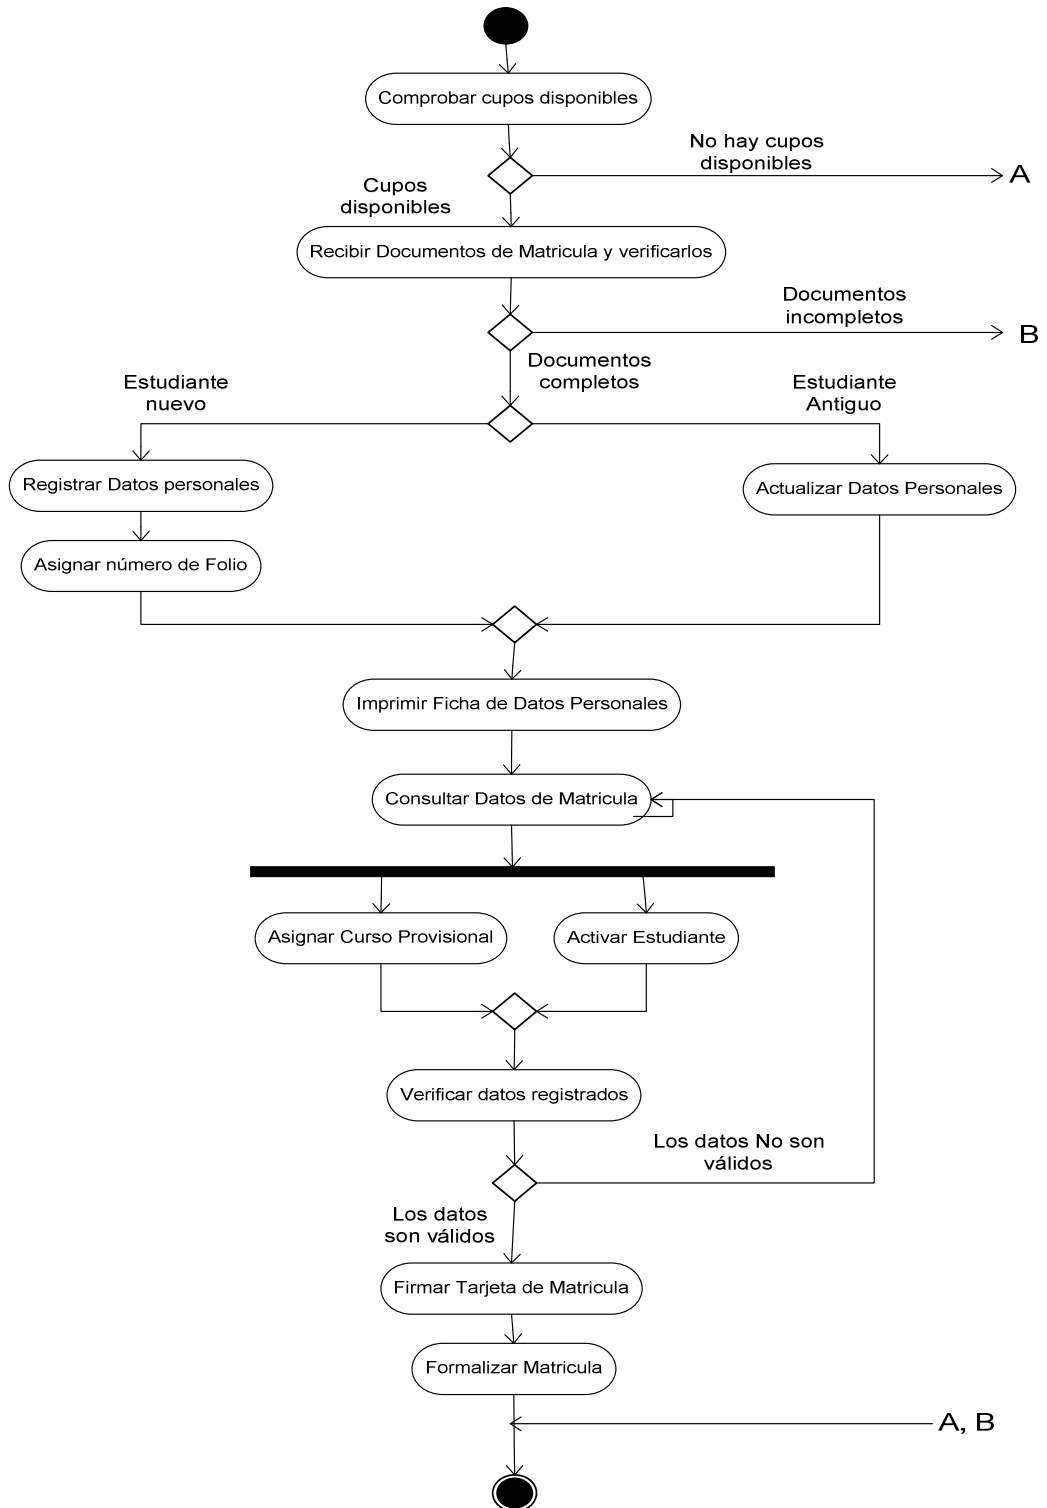 Comprobar cupos disponibles
No hay cupos
disponibles
A
Cupos
disponibles
Recibir Documentos de Matricula y verificarlos
Documentos
incompletos
B
Documentos
completos
Estudiante
nuevo
Estudiante
Antiguo
Registrar Datos personales
Actualizar Datos Personales
Asignar número de Folio
Imprimir Ficha de Datos Personales
Consultar Datos de Matricula
Asignar Curso Provisional
Activar Estudiante
Verificar datos registrados
Los datos No son
válidos
Los datos
son válidos
Firmar Tarjeta de Matricula
Formalizar Matricula
A, B